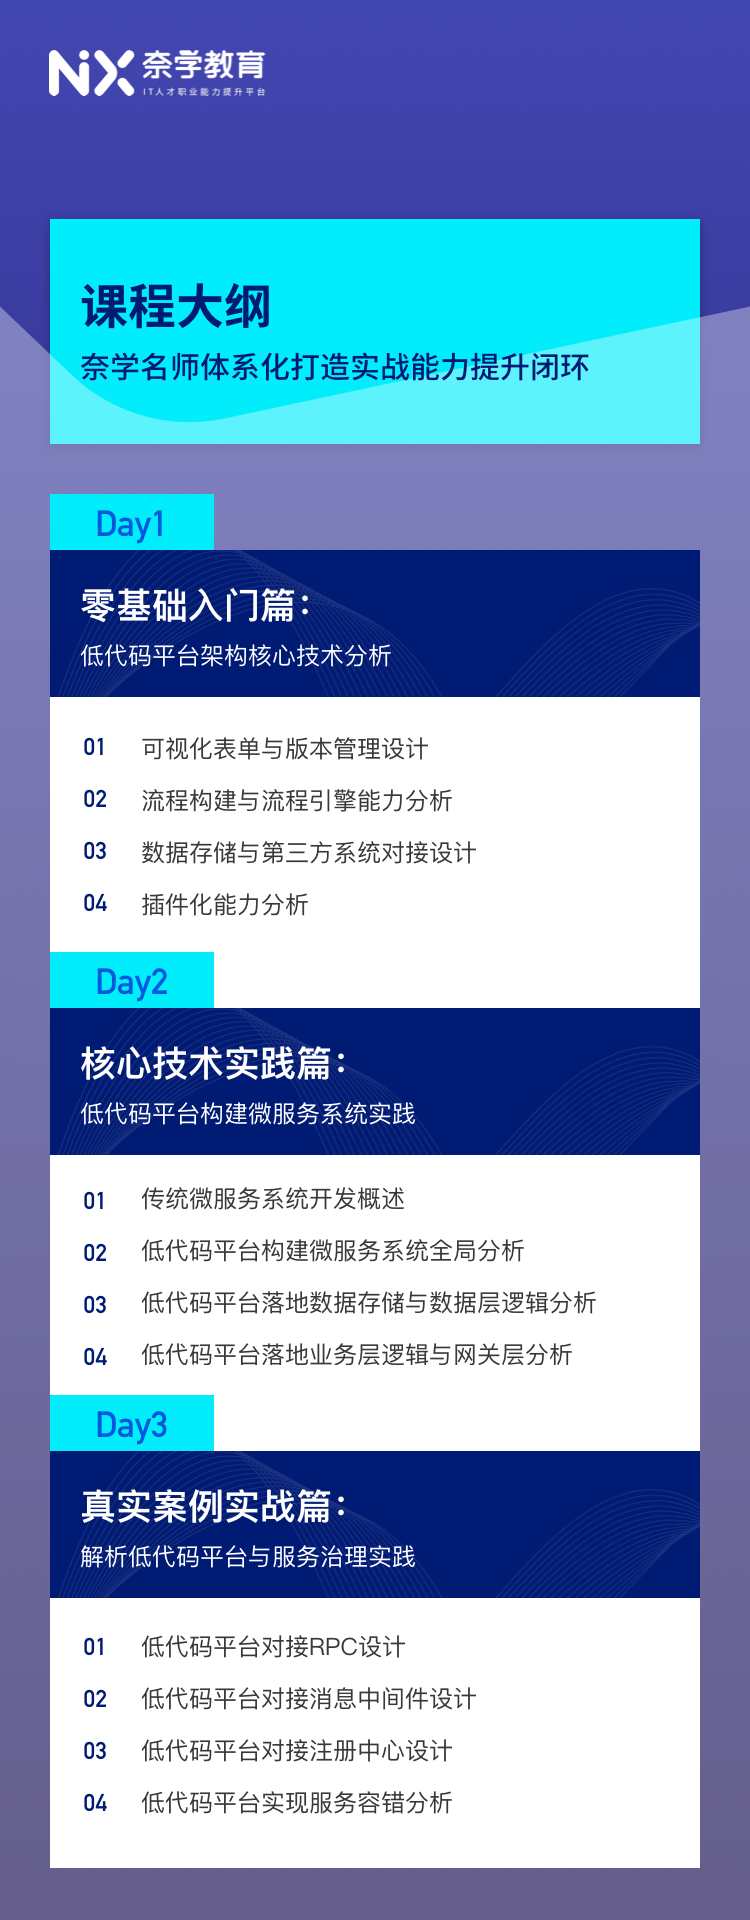 NiX 奈学教育
IT人才职业能力提升平台
课程大纲
奈学名师体系化打造实战能力提升闭环
Day1
零基础入门篇：
低代码平台架构核心技术分析
01 可视化表单与版本管理设计
02 流程构建与流程引擎能力分析
03 数据存储与第三方系统对接设计
04 插件化能力分析
Day2
核心技术实践篇：
低代码平台构建微服务系统实践
01 传统微服务系统开发概述
02 低代码平台构建微服务系统全局分析
03 低代码平台落地数据存储与数据层逻辑分析
04 低代码平台落地业务层逻辑与网关层分析
Day3
真实案例实战篇：
解析低代码平台与服务治理实践
01 低代码平台对接RPC设计
02 低代码平台对接消息中间件设计
03 低代码平台对接注册中心设计
04 低代码平台实现服务容错分析